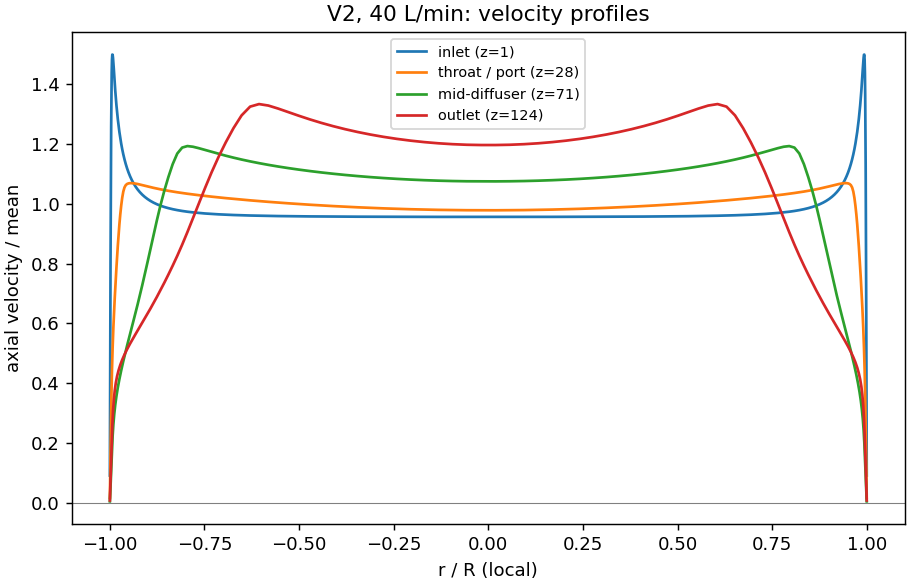 V2, 40 L/min: velocity profiles
inlet (z=1)
throat / port (z=28)
mid-diffuser (z=71)
outlet (z=124)
axial velocity / mean
1.4
1.2
1.0
0.8
0.6
0.4
0.2
0.0
−1.00 −0.75 −0.50 −0.25 0.00 0.25 0.50 0.75 1.00
r / R (local)